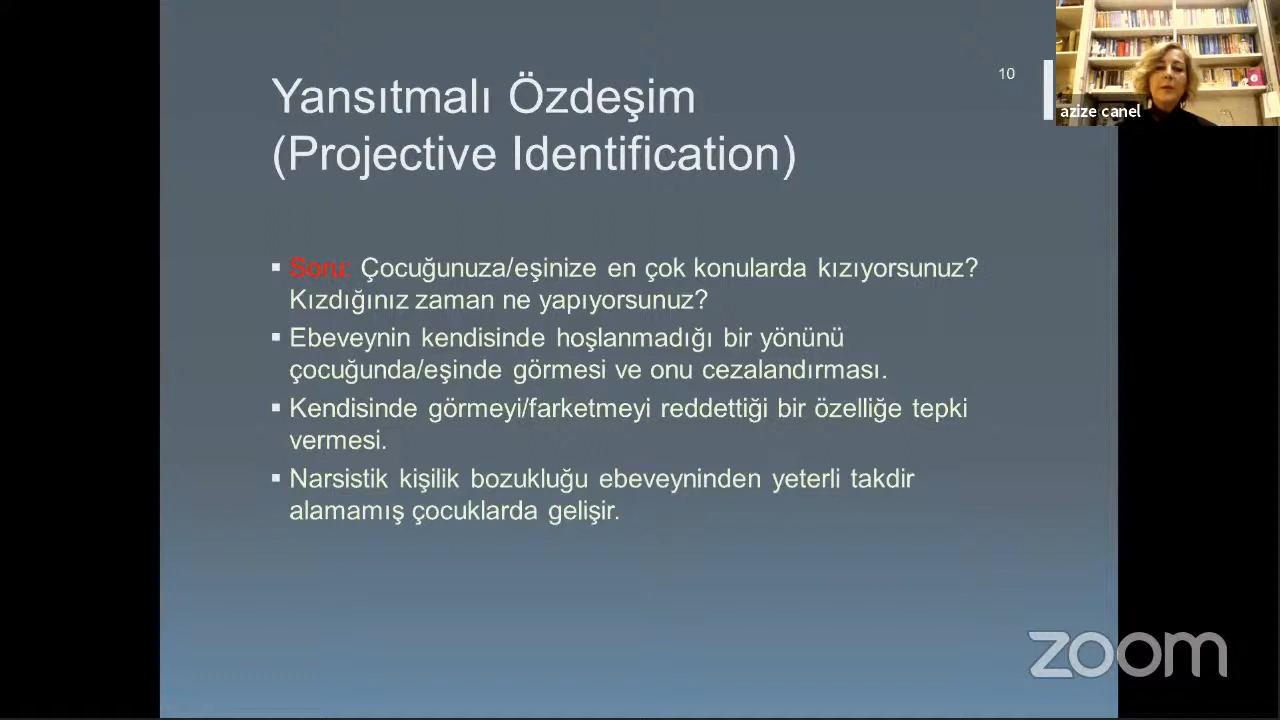 Yansıtmalı Özdeşim
(Projective Identification)
10
azize canel
▪ Soru: Çocuğunuza/eşinize en çok konularda kızıyorsunuz?
Kızdığınız zaman ne yapıyorsunuz?
▪ Ebeveynin kendisinde hoşlanmadığı bir yönünü
çocuğunda/eşinde görmesi ve onu cezalandırması.
▪ Kendisinde görmeyi/farketmeyi reddettiği bir özelliğe tepki
vermesi.
▪ Narsistik kişilik bozukluğu ebeveyninden yeterli takdir
alamamış çocuklarda gelişir.
zoom